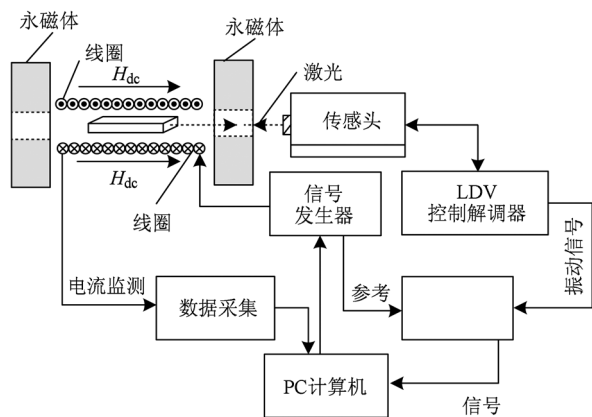 永磁体
永磁体
线圈
Hdc
激光
传感头
Hdc
线圈
信号
发生器
LDV
控制解调器
电流监测
数据采集
参考
振动信号
PC计算机
信号